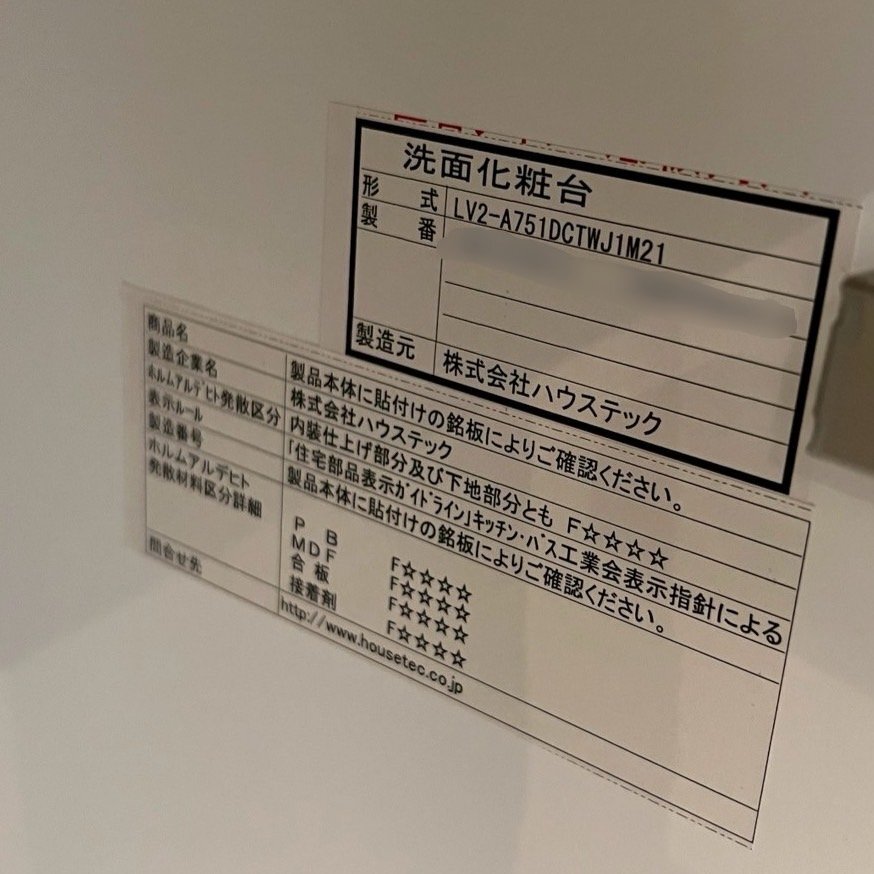 洗面化粧台
形 式 LV2-A751DCTWJ1M21
製 番
製造元 株式会社ハウステック
商品名 製品本体に貼付けの銘板によりご確認ください。
製造企業名 株式会社ハウステック
ホルムアルデヒト発散区分 内装仕上げ部分及び下地部分とも F☆☆☆☆
表示ルール 「住宅部品表示ガイドライン」キッチン・バス工業会表示指針による
製造番号 製品本体に貼付けの銘板によりご確認ください。
ホルムアルデヒト
発散材料区分詳細
P B F☆☆☆☆
MDF F☆☆☆☆
合 板 F☆☆☆☆
接着剤 F☆☆☆☆
問合せ先 http://www.housetec.co.jp